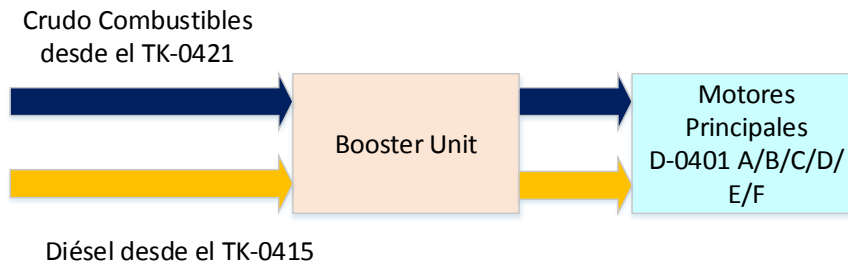 Crudo Combustibles
desde el TK-0421
Booster Unit
Motores
Principales
D-0401 A/B/C/D/
E/F
Diésel desde el TK-0415